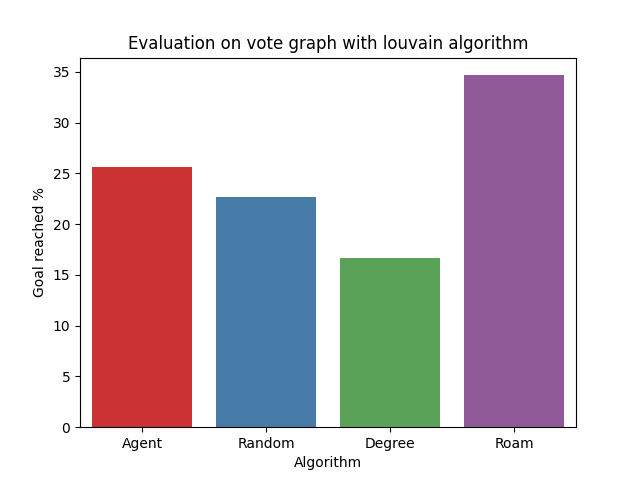 Evaluation on vote graph with louvain algorithm
Goal reached %
35
30
25
20
15
10
5
0
Agent Random Degree Roam
Algorithm